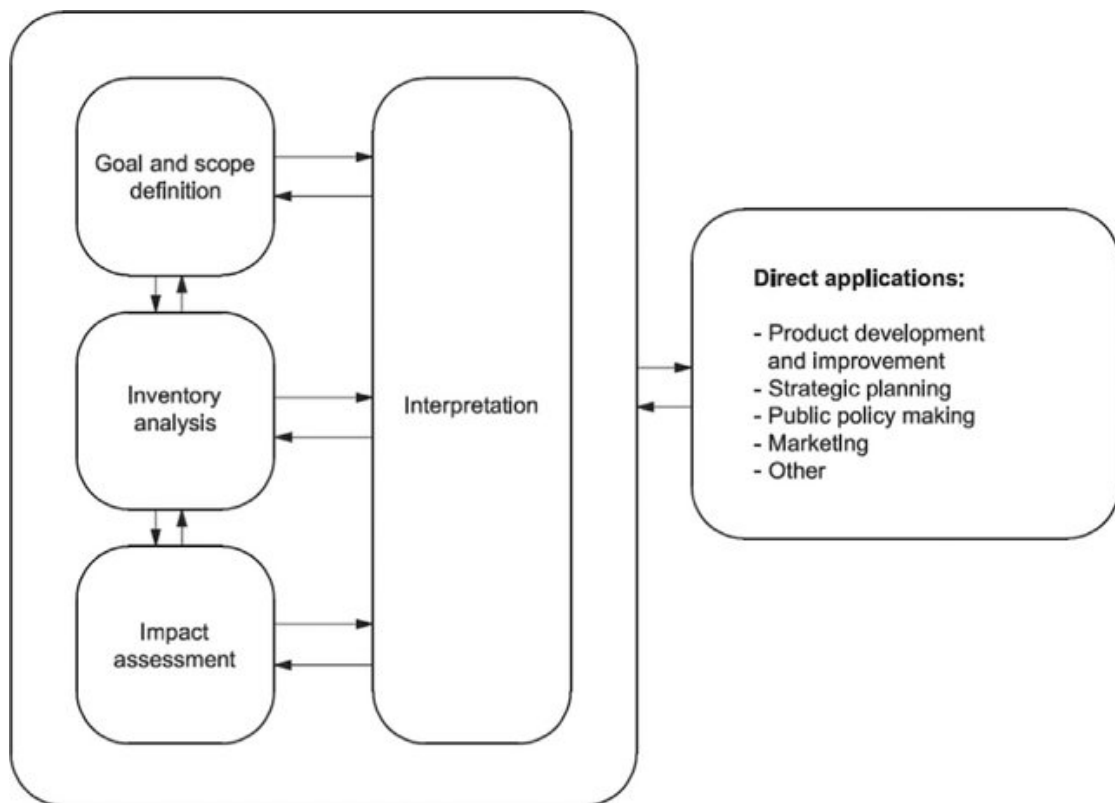 Goal and scope
definition
Inventory
analysis
Interpretation
Impact
assessment
Direct applications:
- Product development
and improvement
- Strategic planning
- Public policy making
- Marketing
- Other